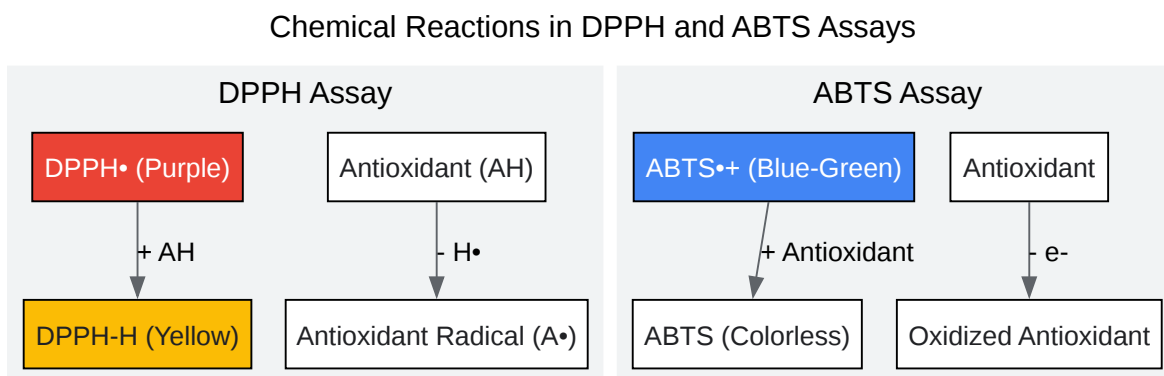 Chemical Reactions in DPPH and ABTS Assays
DPPH Assay
DPPH• (Purple)
Antioxidant (AH)
+ AH
- H•
DPPH-H (Yellow)
Antioxidant Radical (A•)
ABTS Assay
ABTS•+ (Blue-Green)
Antioxidant
+ Antioxidant
- e-
ABTS (Colorless)
Oxidized Antioxidant